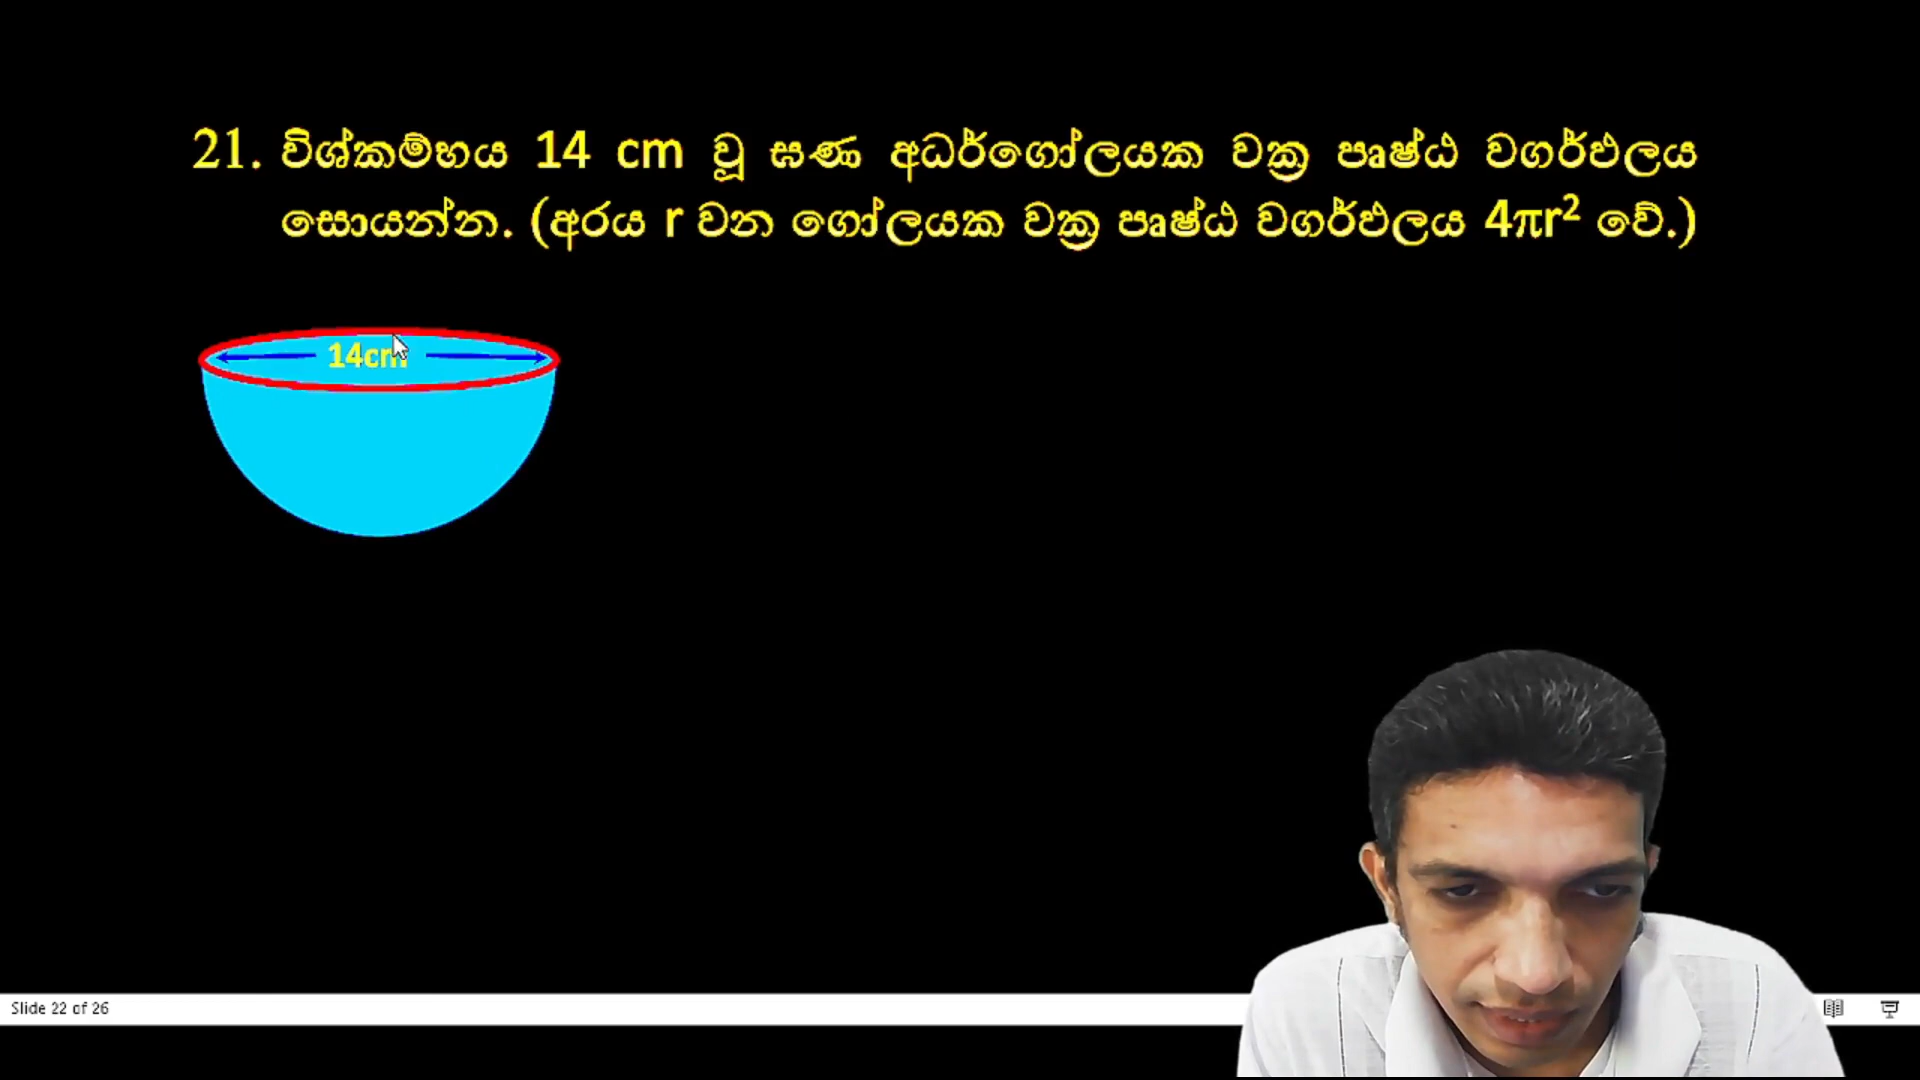 21. විශ්කම්භය 14 cm වූ ඝණ අර්ධගෝලයක වක්‍ර පෘෂ්ඨ වර්ගඵලය
සොයන්න. (අරය r වන ගෝලයක වක්‍ර පෘෂ්ඨ වර්ගඵලය 4πr² වේ.)
14cm
Slide 22 of 26